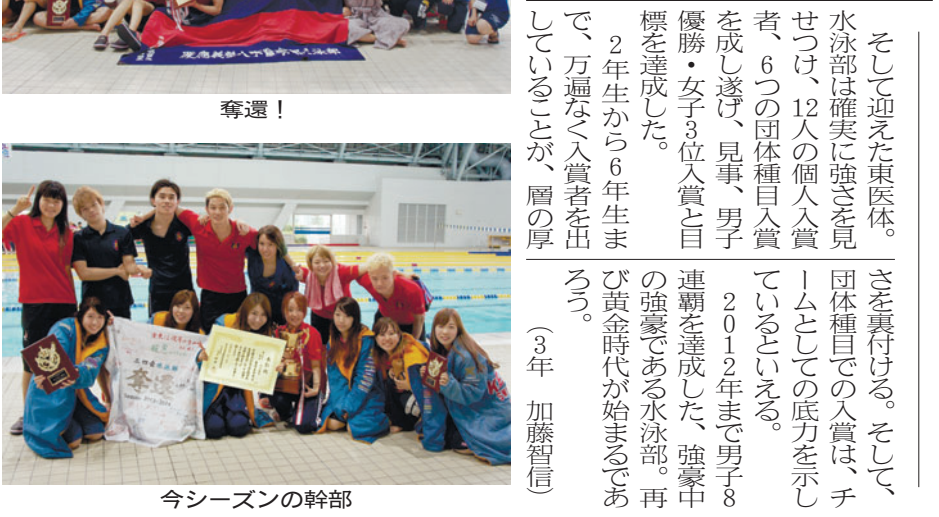 そして迎えた東医体。
水泳部は確実に強さを見
せつけ、12人の個人入賞
者、6つの団体種目入賞
を成し遂げ、見事、男子
優勝・女子3位入賞と目
標を達成した。
2年生から6年生ま
で、万遍なく入賞者を出
していることが、層の厚
さを裏付ける。そして、
団体種目での入賞は、チ
ームとしての底力を示し
ているといえる。
2012年まで男子8
連覇を達成した、強豪中
の強豪である水泳部。再
び黄金時代が始まるであ
ろう。
(3年 加藤智信)
奪還！
奪還
今シーズンの幹部